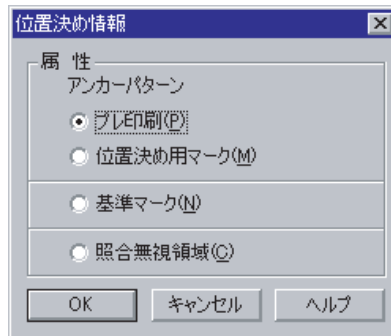 位置決め情報
属 性
アンカーパターン
プレ印刷(P)
位置決め用マーク(M)
基準マーク(N)
照合無視領域(C)
OK キャンセル ヘルプ